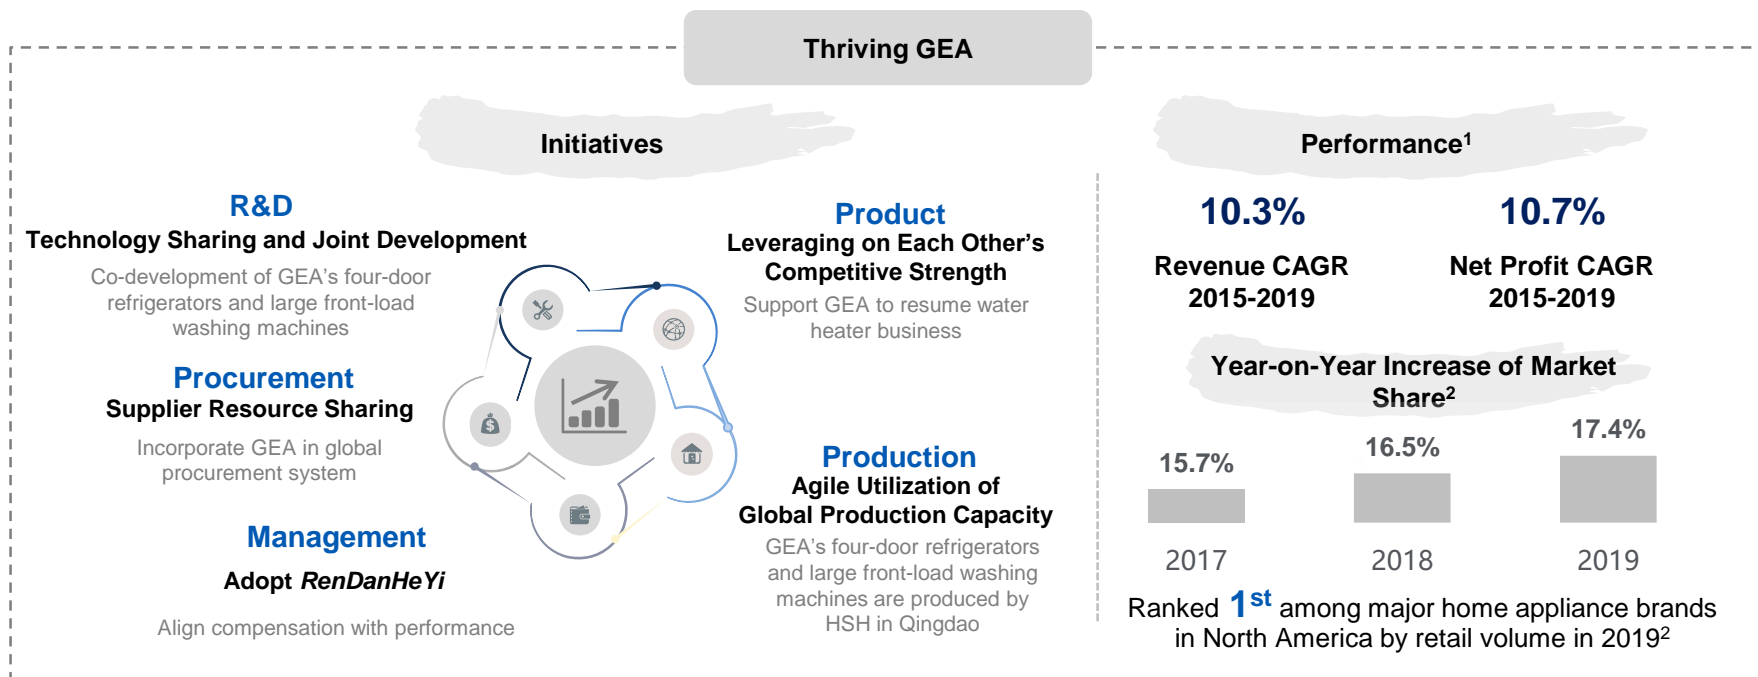 Thriving GEA
Initiatives
R&D
Technology Sharing and Joint Development
Co-development of GEA’s four-door
refrigerators and large front-load
washing machines
Procurement
Supplier Resource Sharing
Incorporate GEA in global
procurement system
Management
Adopt RenDanHeYi
Align compensation with performance
Product
Leveraging on Each Other’s
Competitive Strength
Support GEA to resume water
heater business
Production
Agile Utilization of
Global Production Capacity
GEA’s four-door refrigerators
and large front-load washing
machines are produced by
HSH in Qingdao
$
Performance¹
10.3%
Revenue CAGR
2015-2019
10.7%
Net Profit CAGR
2015-2019
Year-on-Year Increase of Market
Share²
15.7%
16.5%
17.4%
2017
2018
2019
Ranked 1st among major home appliance brands
in North America by retail volume in 2019²